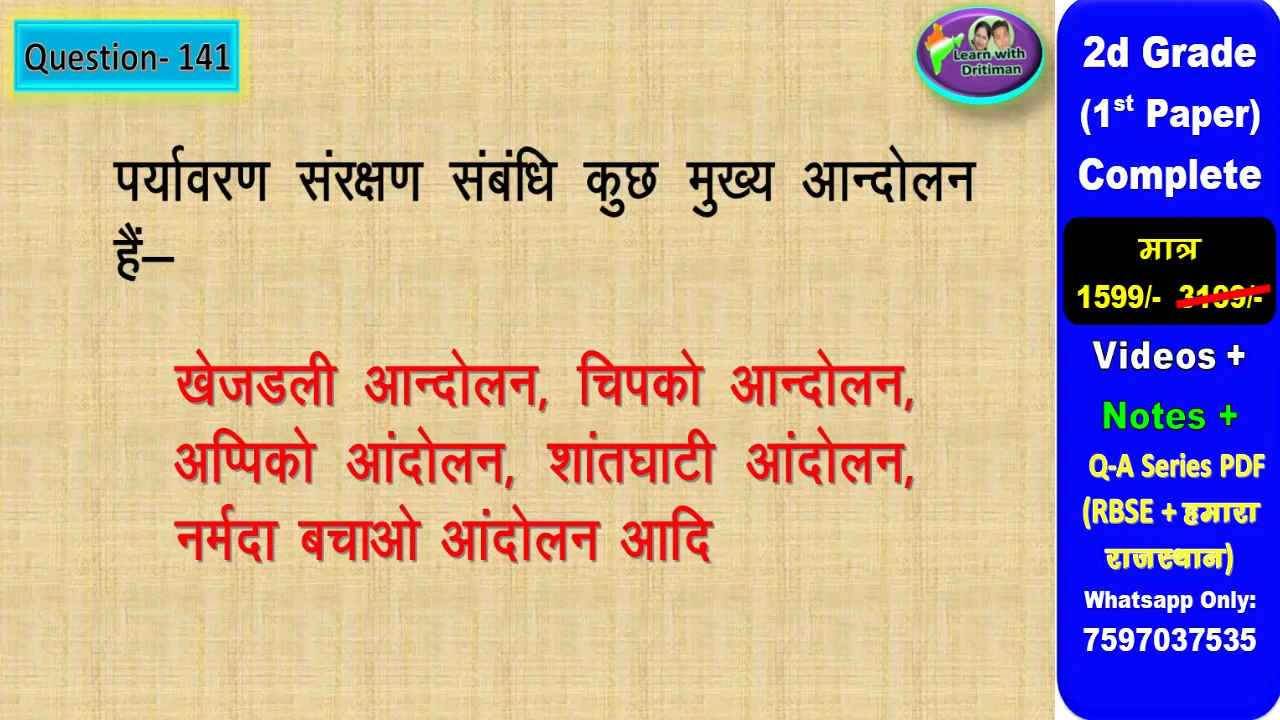 Question- 141
Learn with
Dritiman
पर्यावरण संरक्षण संबंधि कुछ मुख्य आन्दोलन
हैं–
खेजडली आन्दोलन, चिपको आन्दोलन,
अप्पिको आंदोलन, शांतघाटी आंदोलन,
नर्मदा बचाओ आंदोलन आदि
2d Grade
(1st Paper)
Complete
मात्र
1599/- 3199/-
Videos +
Notes +
Q-A Series PDF
(RBSE + हमारा
राजस्थान)
Whatsapp Only:
7597037535